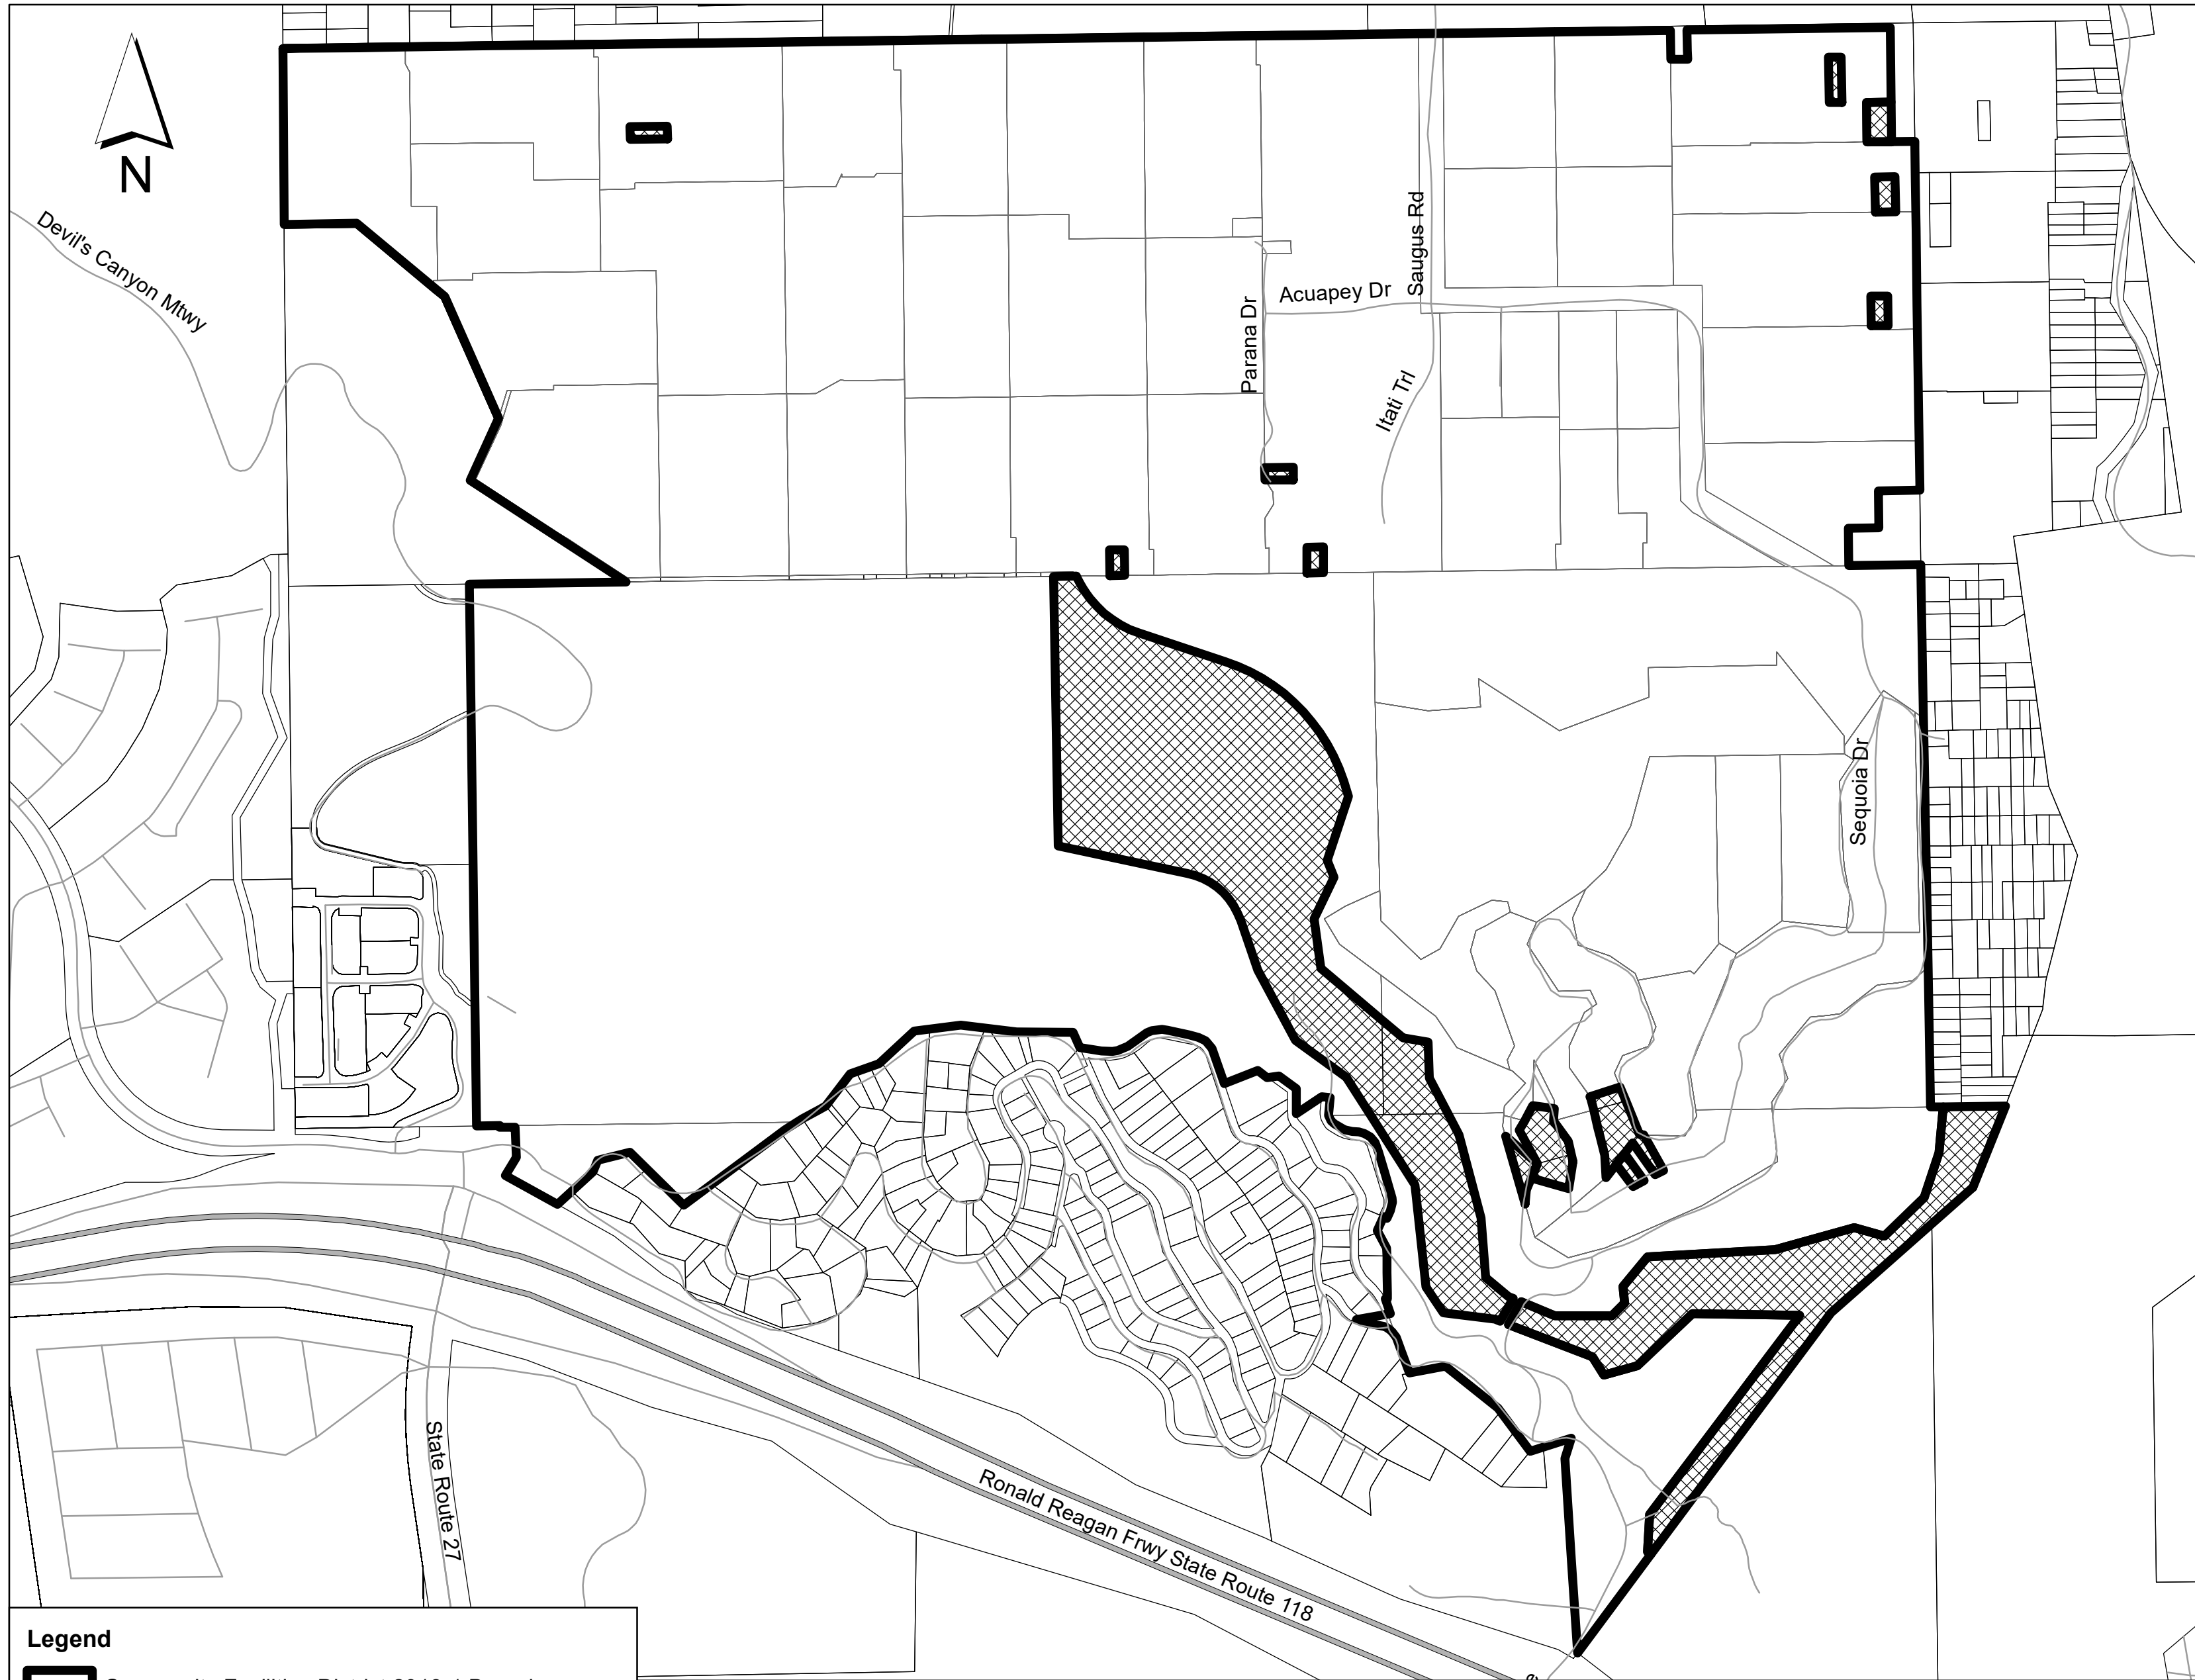 N
Devil's Canyon Mtwy
Saugus Rd
Acuapey Dr
Parana Dr
Itati Trl
Sequoia Dr
State Route 27
Ronald Reagan Frwy State Route 118
Legend